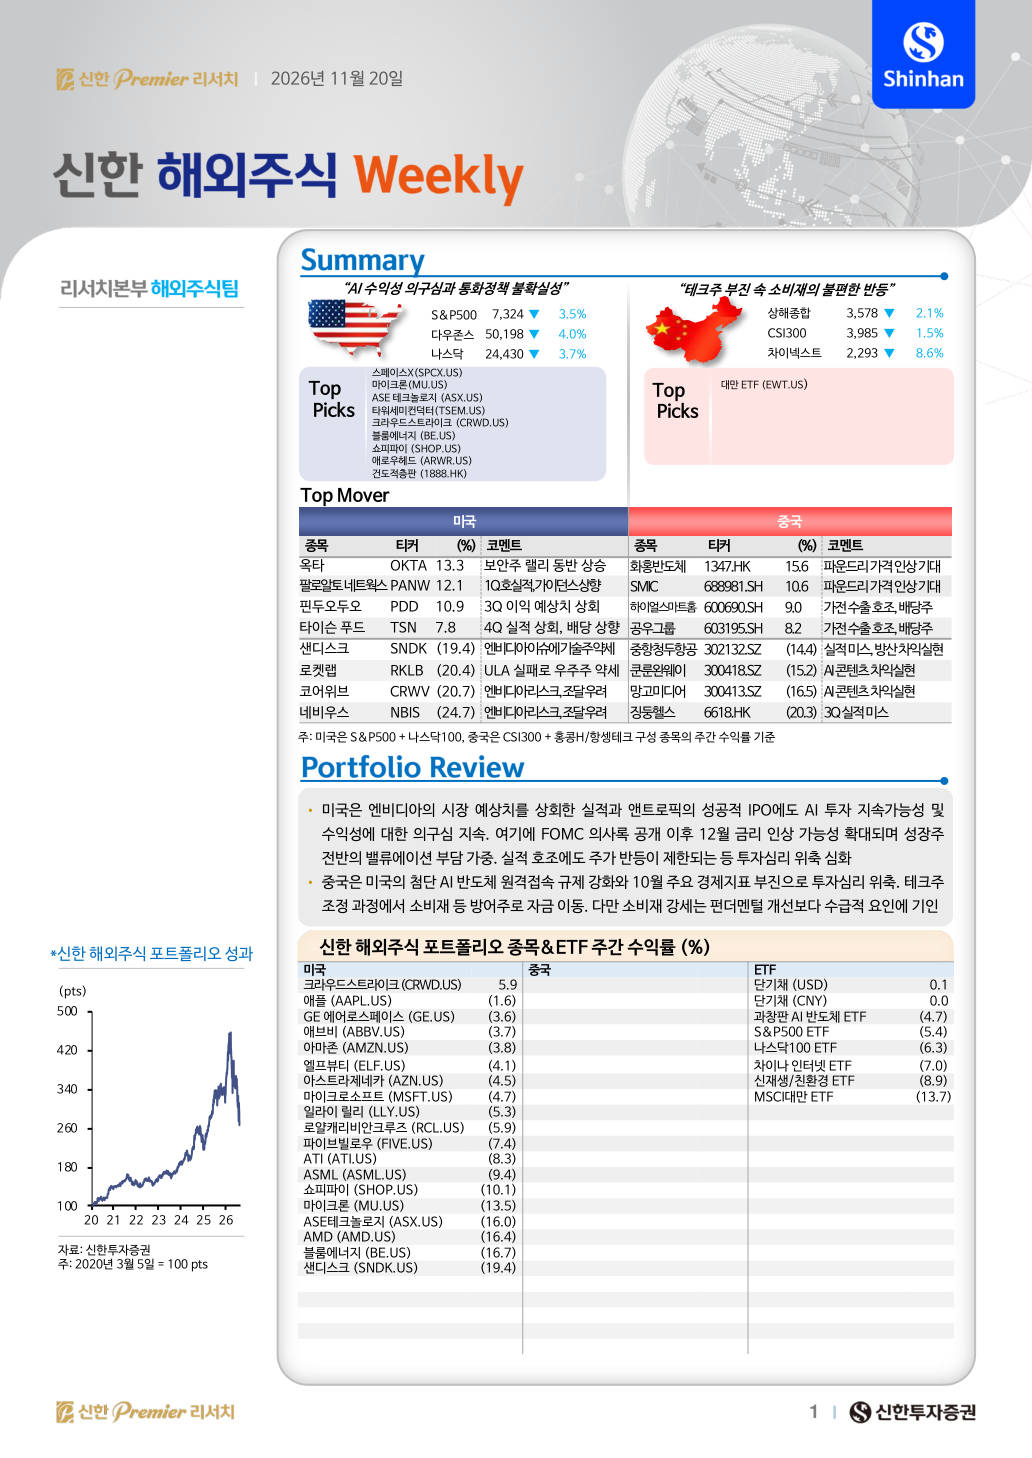 신한 Premier 리서치 | 2026년 11월 20일
Shinhan
신한 해외주식 Weekly
리서치본부 해외주식팀
Summary
“AI 수익성 의구심과 통화정책 불확실성”
S&P500 7,324 ▼ 3.5%
다우존스 50,198 ▼ 4.0%
나스닥 24,430 ▼ 3.7%
“테크주 부진 속 소비재의 불편한 반등”
상해종합 3,578 ▼ 2.1%
CSI300 3,985 ▼ 1.5%
차이넥스트 2,293 ▼ 8.6%
Top Picks
스페이스X(SPCX.US)
마이크론(MU.US)
ASE 테크놀로지 (ASX.US)
타워세미컨덕터(TSEM.US)
크라우드스트라이크 (CRWD.US)
블룸에너지 (BE.US)
쇼피파이 (SHOP.US)
애로우헤드 (ARWR.US)
건도적층판 (1888.HK)
Top Picks
대만 ETF (EWT.US)
Top Mover
미국 중국
종목 티커 (%) 코멘트 종목 티커 (%) 코멘트
옥타 OKTA 13.3 보안주 랠리 동반 상승 화홍반도체 1347.HK 15.6 파운드리 가격 인상 기대
팔로알토 네트웍스 PANW 12.1 1Q 호실적, 가이던스 상향 SMIC 688981.SH 10.6 파운드리 가격 인상 기대
핀두오두오 PDD 10.9 3Q 이익 예상치 상회 하이얼스마트홈 600690.SH 9.0 가전 수출 호조, 배당주
타이슨 푸드 TSN 7.8 4Q 실적 상회, 배당 상향 공우그룹 603195.SH 8.2 가전 수출 호조, 배당주
샌디스크 SNDK (19.4) 엔비디아 이슈에 기술주 약세 중항청두항공 302132.SZ (14.4) 실적 미스, 방산 차익실현
로켓랩 RKLB (20.4) ULA 실패로 우주주 약세 쿤룬완웨이 300418.SZ (15.2) AI 콘텐츠 차익실현
코어위브 CRWV (20.7) 엔비디아 리스크, 조달 우려 망고미디어 300413.SZ (16.5) AI 콘텐츠 차익실현
네비우스 NBIS (24.7) 엔비디아 리스크, 조달 우려 징둥헬스 6618.HK (20.3) 3Q 실적 미스
주: 미국은 S&P500 + 나스닥100, 중국은 CSI300 + 홍콩H/항셍테크 구성 종목의 주간 수익률 기준
Portfolio Review
• 미국은 엔비디아의 시장 예상치를 상회한 실적과 앤트로픽의 성공적 IPO에도 AI 투자 지속가능성 및
수익성에 대한 의구심 지속. 여기에 FOMC 의사록 공개 이후 12월 금리 인상 가능성 확대되며 성장주
전반의 밸류에이션 부담 가중. 실적 호조에도 주가 반등이 제한되는 등 투자심리 위축 심화
• 중국은 미국의 첨단 AI 반도체 원격접속 규제 강화와 10월 주요 경제지표 부진으로 투자심리 위축. 테크주
조정 과정에서 소비재 등 방어주로 자금 이동. 다만 소비재 강세는 펀더멘털 개선보다 수급적 요인에 기인
신한 해외주식 포트폴리오 종목&ETF 주간 수익률 (%)
미국 중국 ETF
크라우드스트라이크 (CRWD.US) 5.9 단기채 (USD) 0.1
애플 (AAPL.US) (1.6) 단기채 (CNY) 0.0
GE 에어로스페이스 (GE.US) (3.6) 과창판 AI 반도체 ETF (4.7)
애브비 (ABBV.US) (3.7) S&P500 ETF (5.4)
아마존 (AMZN.US) (3.8) 나스닥100 ETF (6.3)
엘프뷰티 (ELF.US) (4.1) 차이나 인터넷 ETF (7.0)
아스트라제네카 (AZN.US) (4.5) 신재생/친환경 ETF (8.9)
마이크로소프트 (MSFT.US) (4.7) MSCI대만 ETF (13.7)
일라이 릴리 (LLY.US) (5.3)
로얄캐리비안크루즈 (RCL.US) (5.9)
파이브빌로우 (FIVE.US) (7.4)
ATI (ATI.US) (8.3)
ASML (ASML.US) (9.4)
쇼피파이 (SHOP.US) (10.1)
마이크론 (MU.US) (13.5)
ASE테크놀로지 (ASX.US) (16.0)
AMD (AMD.US) (16.4)
블룸에너지 (BE.US) (16.7)
샌디스크 (SNDK.US) (19.4)
*신한 해외주식 포트폴리오 성과
(pts)
500
420
340
260
180
100
20 21 22 23 24 25 26
자료: 신한투자증권
주: 2020년 3월 5일 = 100 pts
신한 Premier 리서치
1 | 신한투자증권